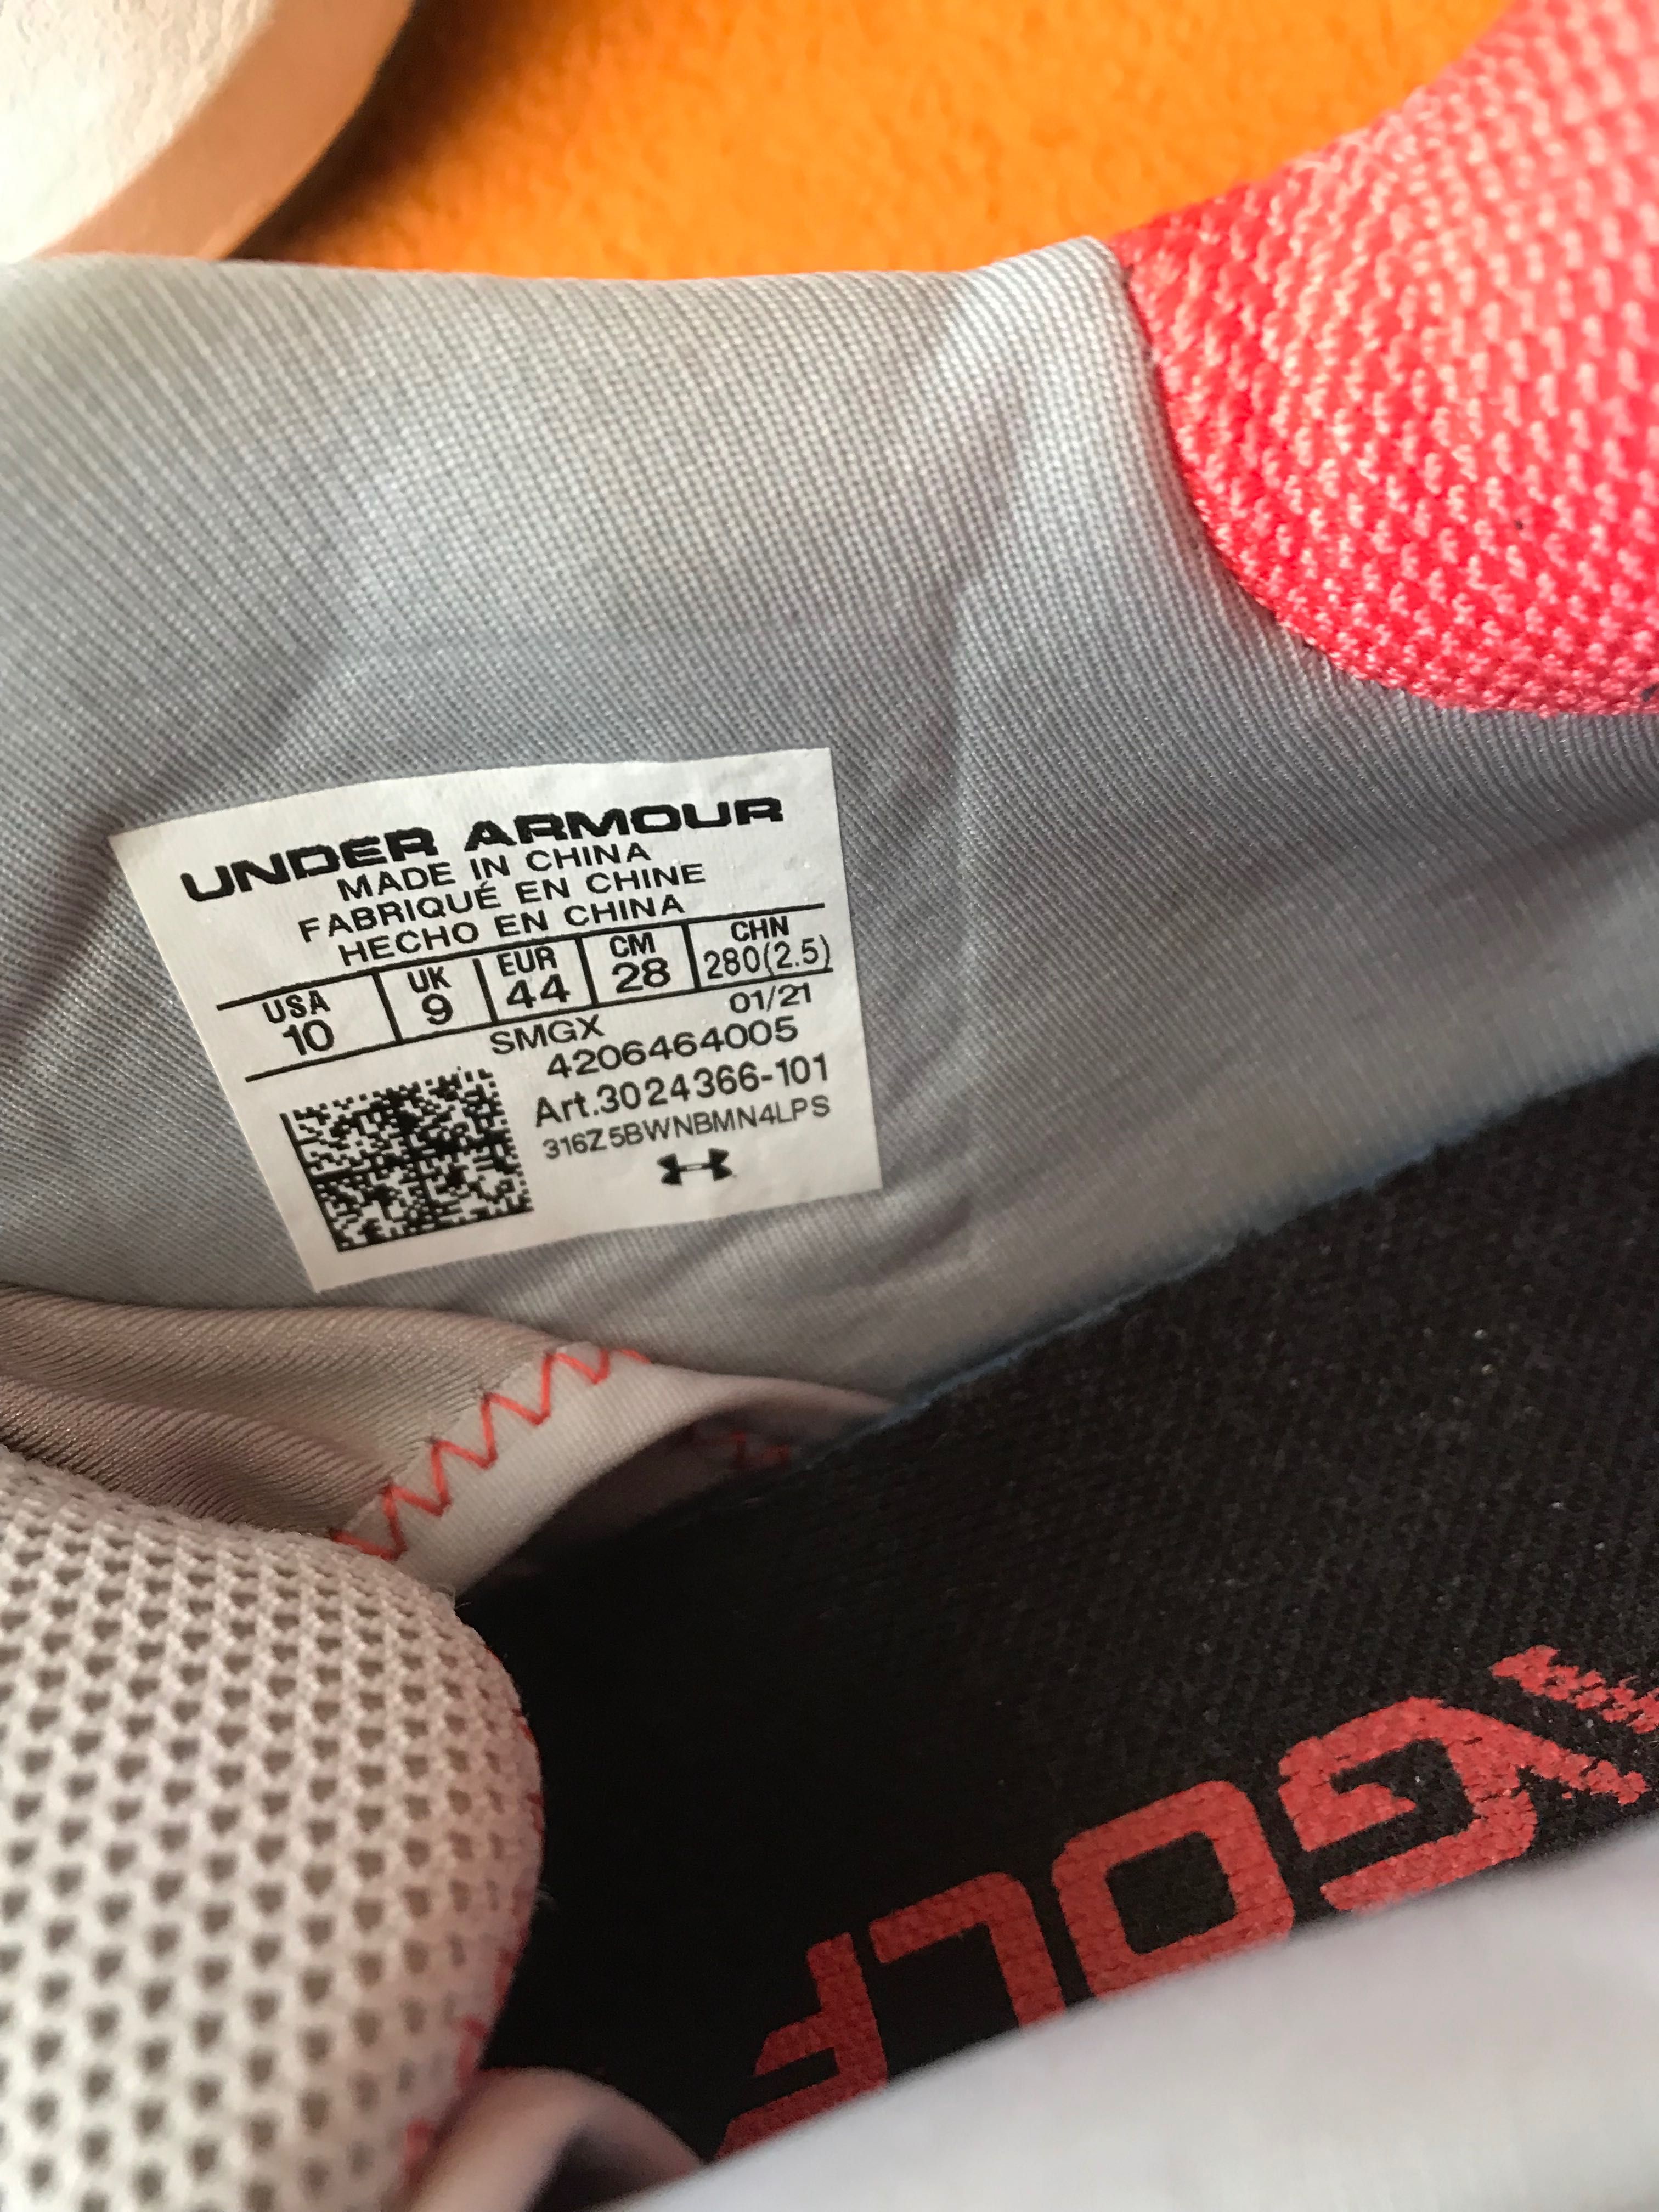 UNDER ARMOUR
MADE IN CHINA
FABRIQUÉ EN CHINE
HECHO EN CHINA
USA UK EUR CM CHN
10 9 44 28 280(2.5)
SMGX 01/21
4206464005
Art.3024366-101
316Z5BWNBMN4LPS
GOLF